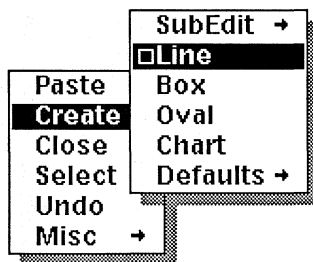 Paste
Create
Close
Select
Undo
Misc →
SubEdit →
Line
Box
Oval
Chart
Defaults →